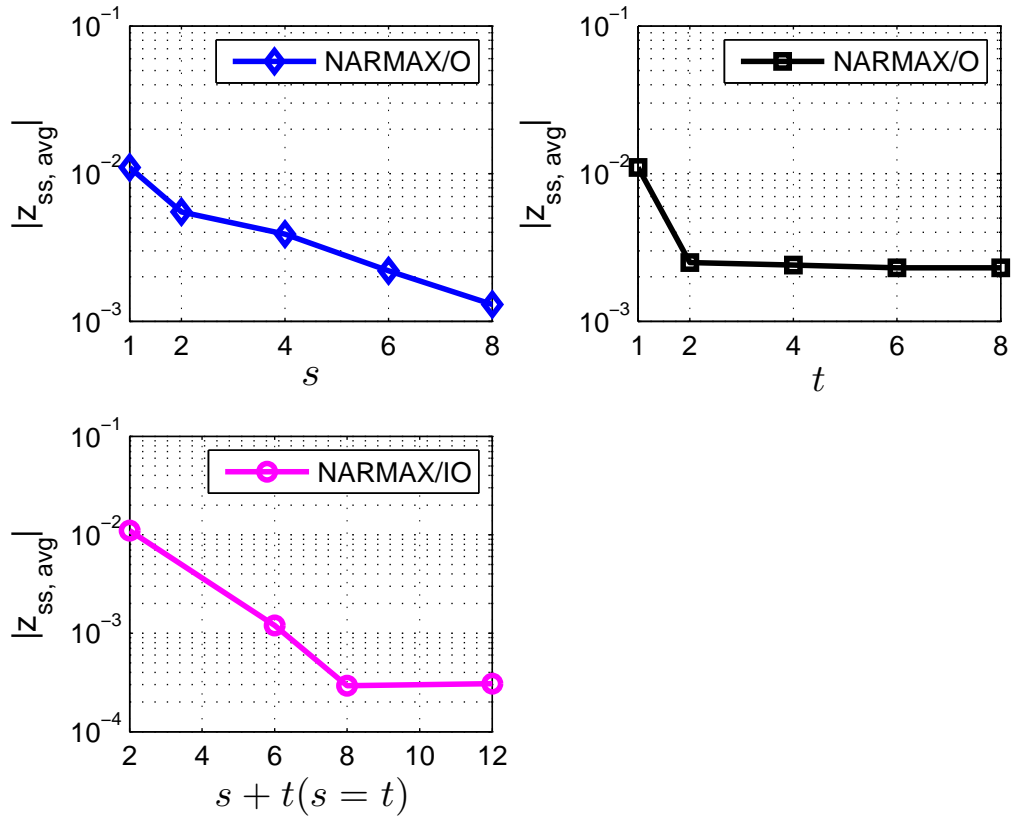 10^−1
NARMAX/O
10^−2
|z_ss, avg|
10^−3
1 2 4 6 8
s
10^−1
NARMAX/O
10^−2
|z_ss, avg|
10^−3
1 2 4 6 8
t
10^−1
NARMAX/IO
10^−2
|z_ss, avg|
10^−3
10^−4
2 4 6 8 10 12
s + t(s = t)